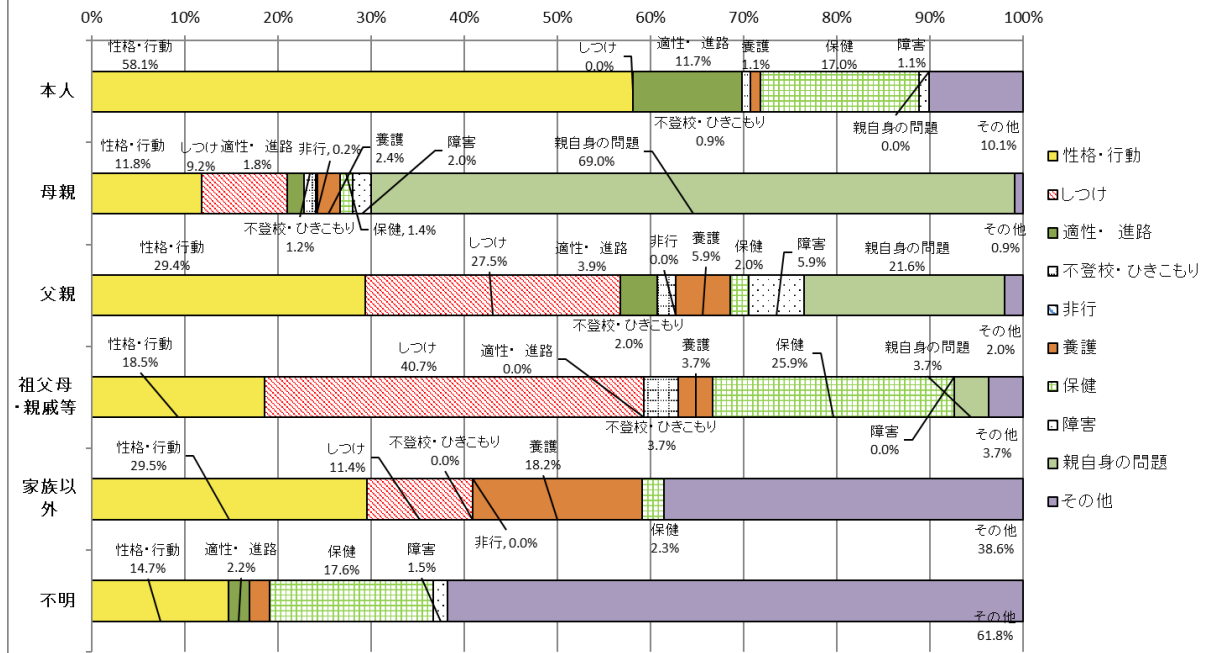 0% 10% 20% 30% 40% 50% 60% 70% 80% 90% 100%
本人
性格・行動
58.1%
しつけ
0.0%
適性・ 進路
11.7%
不登校・ひきこもり
0.9%
養護
1.1%
保健
17.0%
障害
1.1%
親自身の問題
0.0%
その他
10.1%
母親
性格・行動
11.8%
しつけ
9.2%
適性・ 進路
1.8%
不登校・ひきこもり
1.2%
非行, 0.2%
養護
2.4%
保健, 1.4%
障害
2.0%
親自身の問題
69.0%
その他
0.9%
父親
性格・行動
29.4%
しつけ
27.5%
適性・ 進路
3.9%
不登校・ひきこもり
2.0%
非行
0.0%
養護
5.9%
保健
2.0%
障害
5.9%
親自身の問題
21.6%
その他
2.0%
祖父母
・親戚等
性格・行動
18.5%
しつけ
40.7%
適性・ 進路
0.0%
不登校・ひきこもり
3.7%
養護
3.7%
保健
25.9%
障害
0.0%
親自身の問題
3.7%
その他
3.7%
家族以
外
性格・行動
29.5%
しつけ
11.4%
不登校・ひきこもり
0.0%
非行, 0.0%
養護
18.2%
保健
2.3%
その他
38.6%
不明
性格・行動
14.7%
適性・ 進路
2.2%
保健
17.6%
障害
1.5%
その他
61.8%
性格・行動
しつけ
適性・ 進路
不登校・ひきこもり
非行
養護
保健
障害
親自身の問題
その他